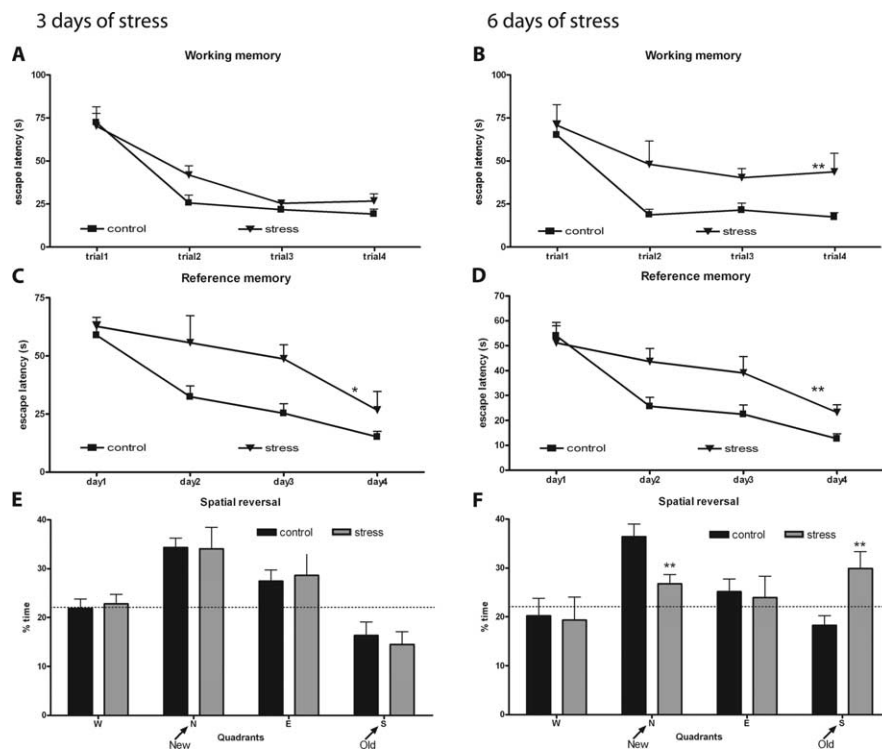 3 days of stress
6 days of stress
A
Working memory
escape latency (s)
100
75
50
25
0
control
stress
trial1
trial2
trial3
trial4
B
Working memory
escape latency (s)
100
75
50
25
0
**
control
stress
trial1
trial2
trial3
trial4
C
Reference memory
escape latency (s)
75
50
25
0
*
control
stress
day1
day2
day3
day4
D
Reference memory
escape latency (s)
70
60
50
40
30
20
10
0
**
control
stress
day1
day2
day3
day4
E
Spatial reversal
% time
40
30
20
10
0
control
stress
W
N
E
S
New
Quadrants
Old
F
Spatial reversal
% time
40
30
20
10
0
control
stress
**
**
W
N
E
S
New
Quadrants
Old